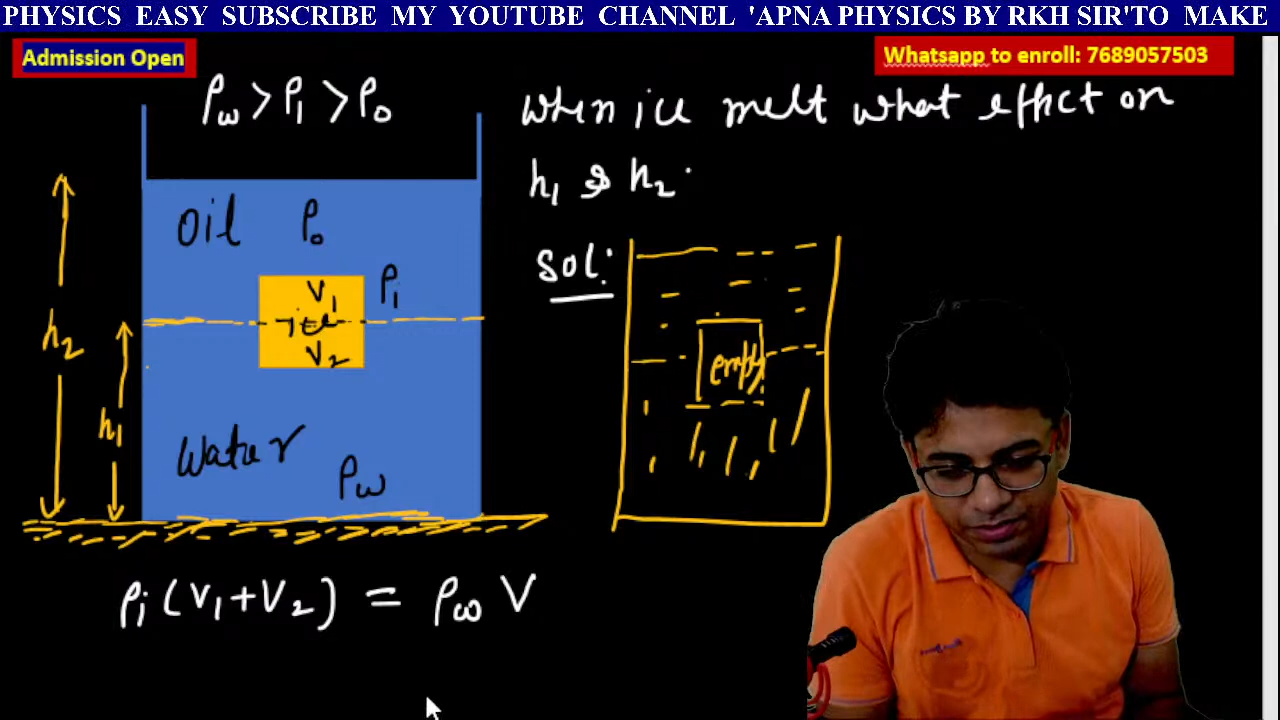 PHYSICS EASY SUBSCRIBE MY YOUTUBE CHANNEL 'APNA PHYSICS BY RKH SIR'TO MAKE
Admission Open
Whatsapp to enroll: 7689057503
ρw > ρi > ρo
when ice melt what effect on
h1 & h2.
Oil ρo
V1
ρi
ice
V2
h2
h1
Water
ρw
Sol:
empty
ρi (V1+V2) = ρw V